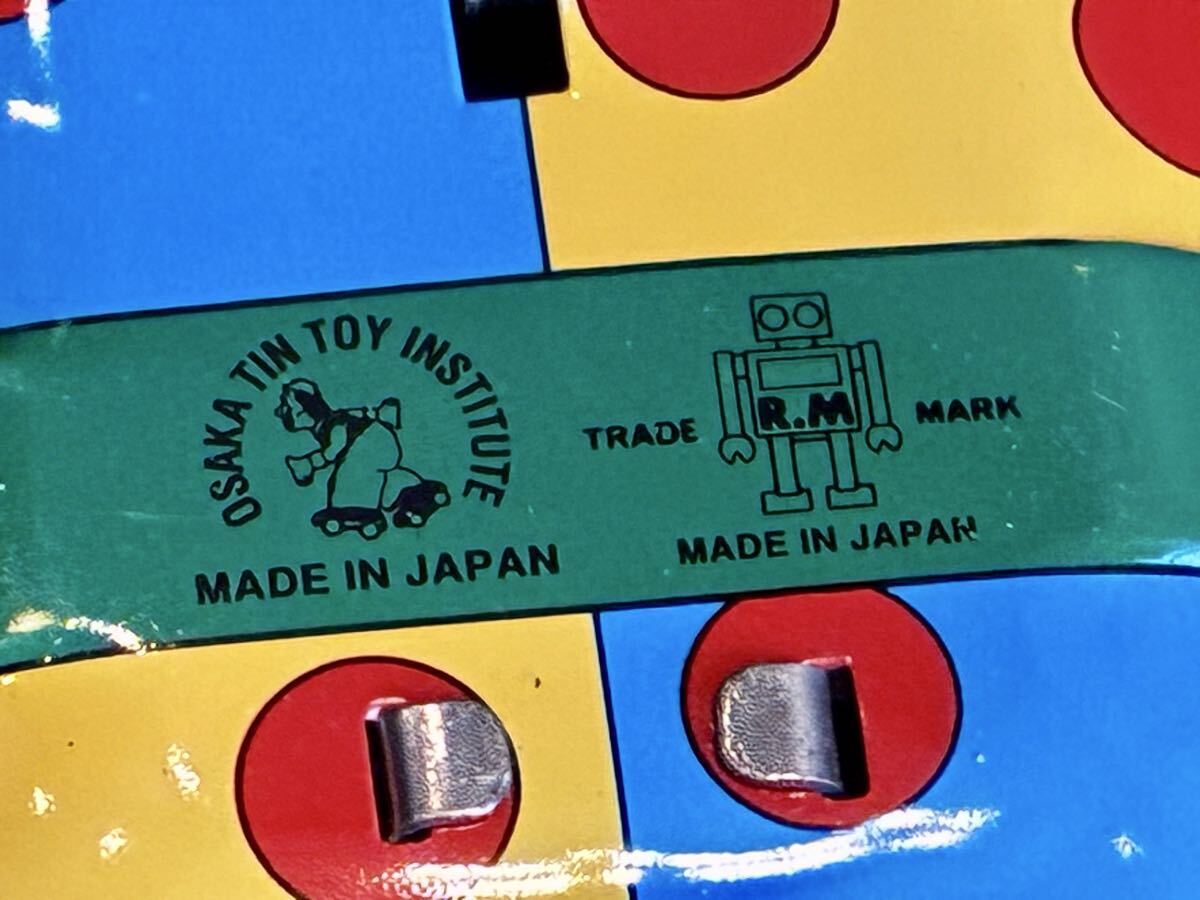 OSAKA TIN TOY INSTITUTE
MADE IN JAPAN
TRADE R.M MARK
MADE IN JAPAN